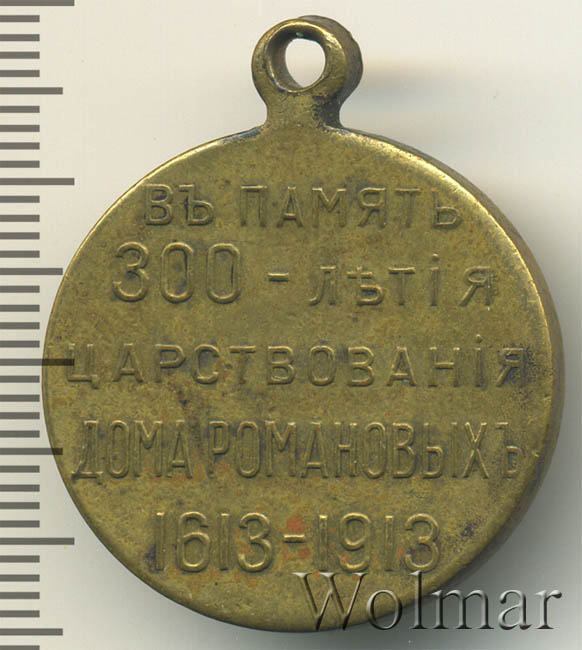 ВЪ ПАМЯТЬ
300-ЛѢТІЯ
ЦАРСТВОВАНІЯ
ДОМА РОМАНОВЫХЪ
1613-1913
Wolmar